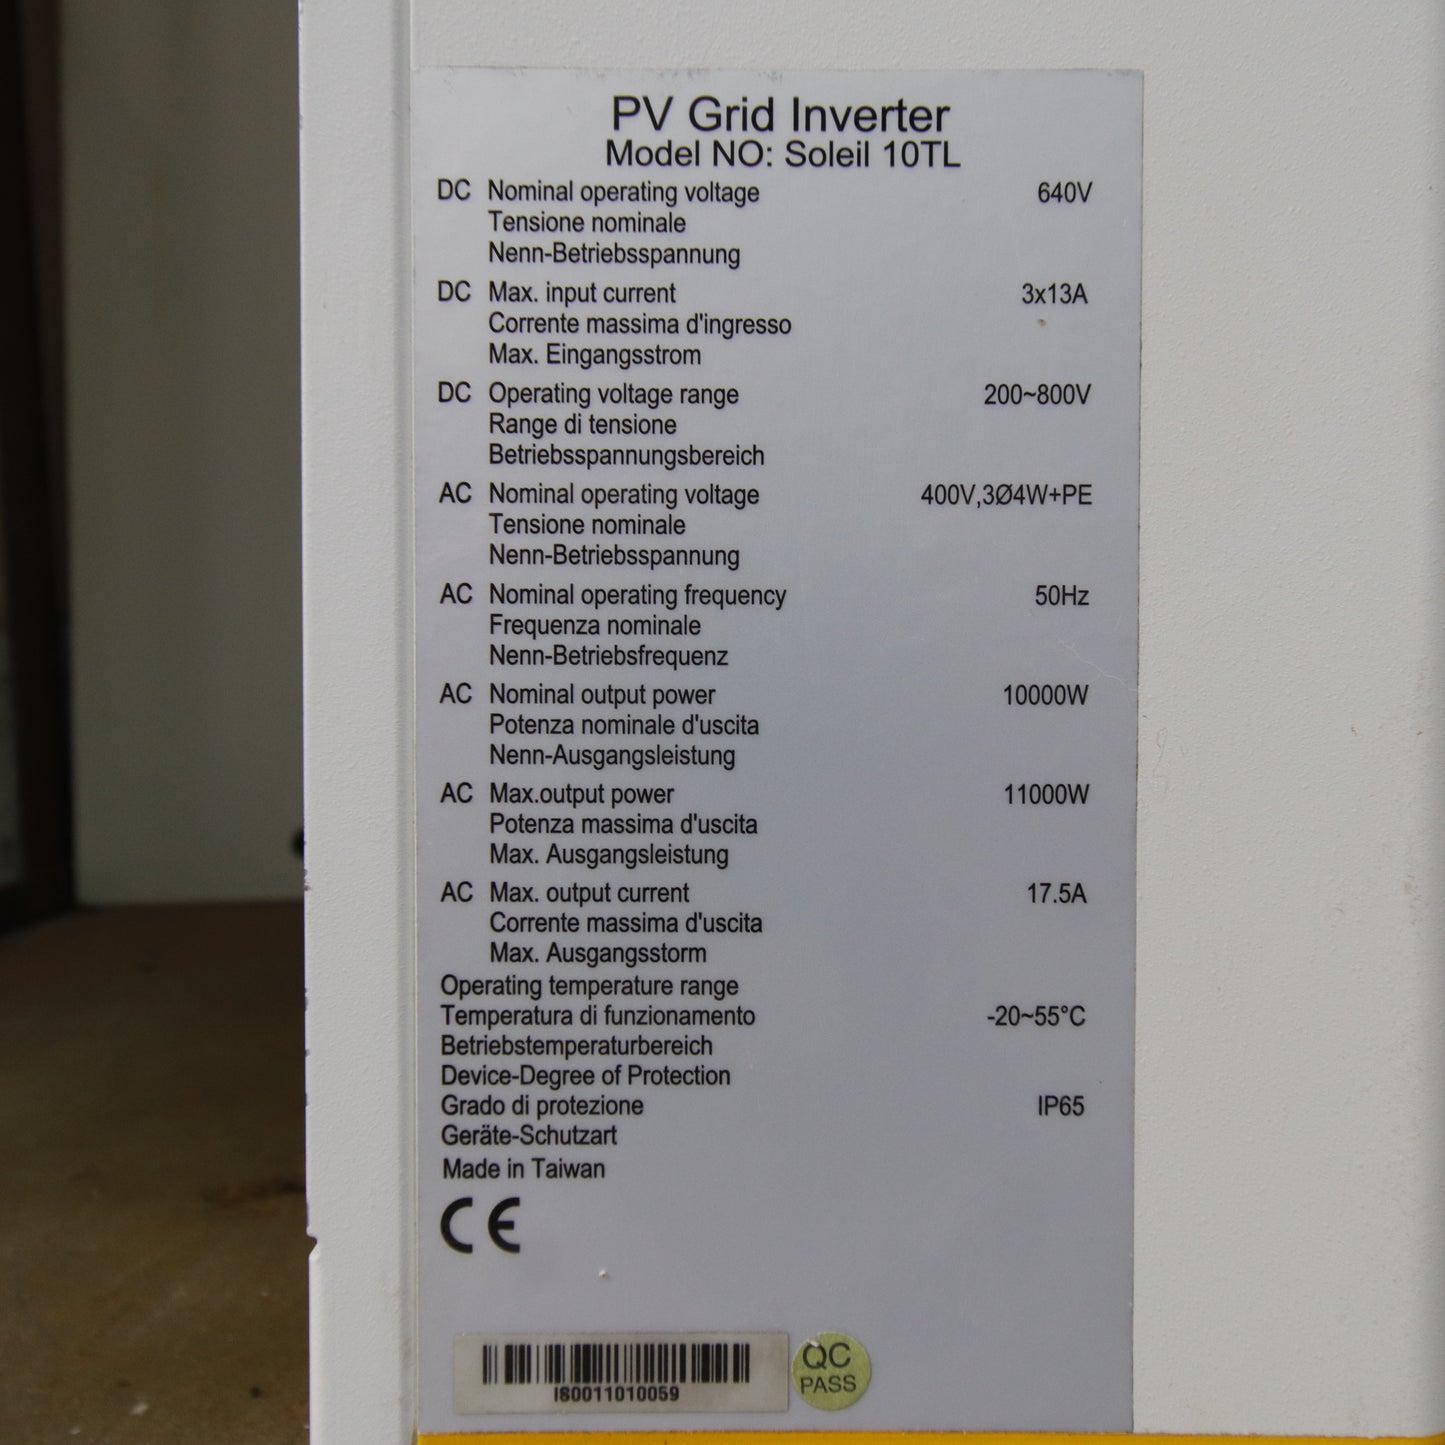 PV Grid Inverter
Model NO: Soleil 10TL
DC Nominal operating voltage 640V
Tensione nominale
Nenn-Betriebsspannung
DC Max. input current 3x13A
Corrente massima d'ingresso
Max. Eingangsstrom
DC Operating voltage range 200~800V
Range di tensione
Betriebsspannungsbereich
AC Nominal operating voltage 400V,3Ø4W+PE
Tensione nominale
Nenn-Betriebsspannung
AC Nominal operating frequency 50Hz
Frequenza nominale
Nenn-Betriebsfrequenz
AC Nominal output power 10000W
Potenza nominale d'uscita
Nenn-Ausgangsleistung
AC Max.output power 11000W
Potenza massima d'uscita
Max. Ausgangsleistung
AC Max. output current 17.5A
Corrente massima d'uscita
Max. Ausgangsstorm
Operating temperature range
Temperatura di funzionamento -20~55°C
Betriebstemperaturbereich
Device-Degree of Protection
Grado di protezione IP65
Geräte-Schutzart
Made in Taiwan
CE
I80011010059
QC
PASS